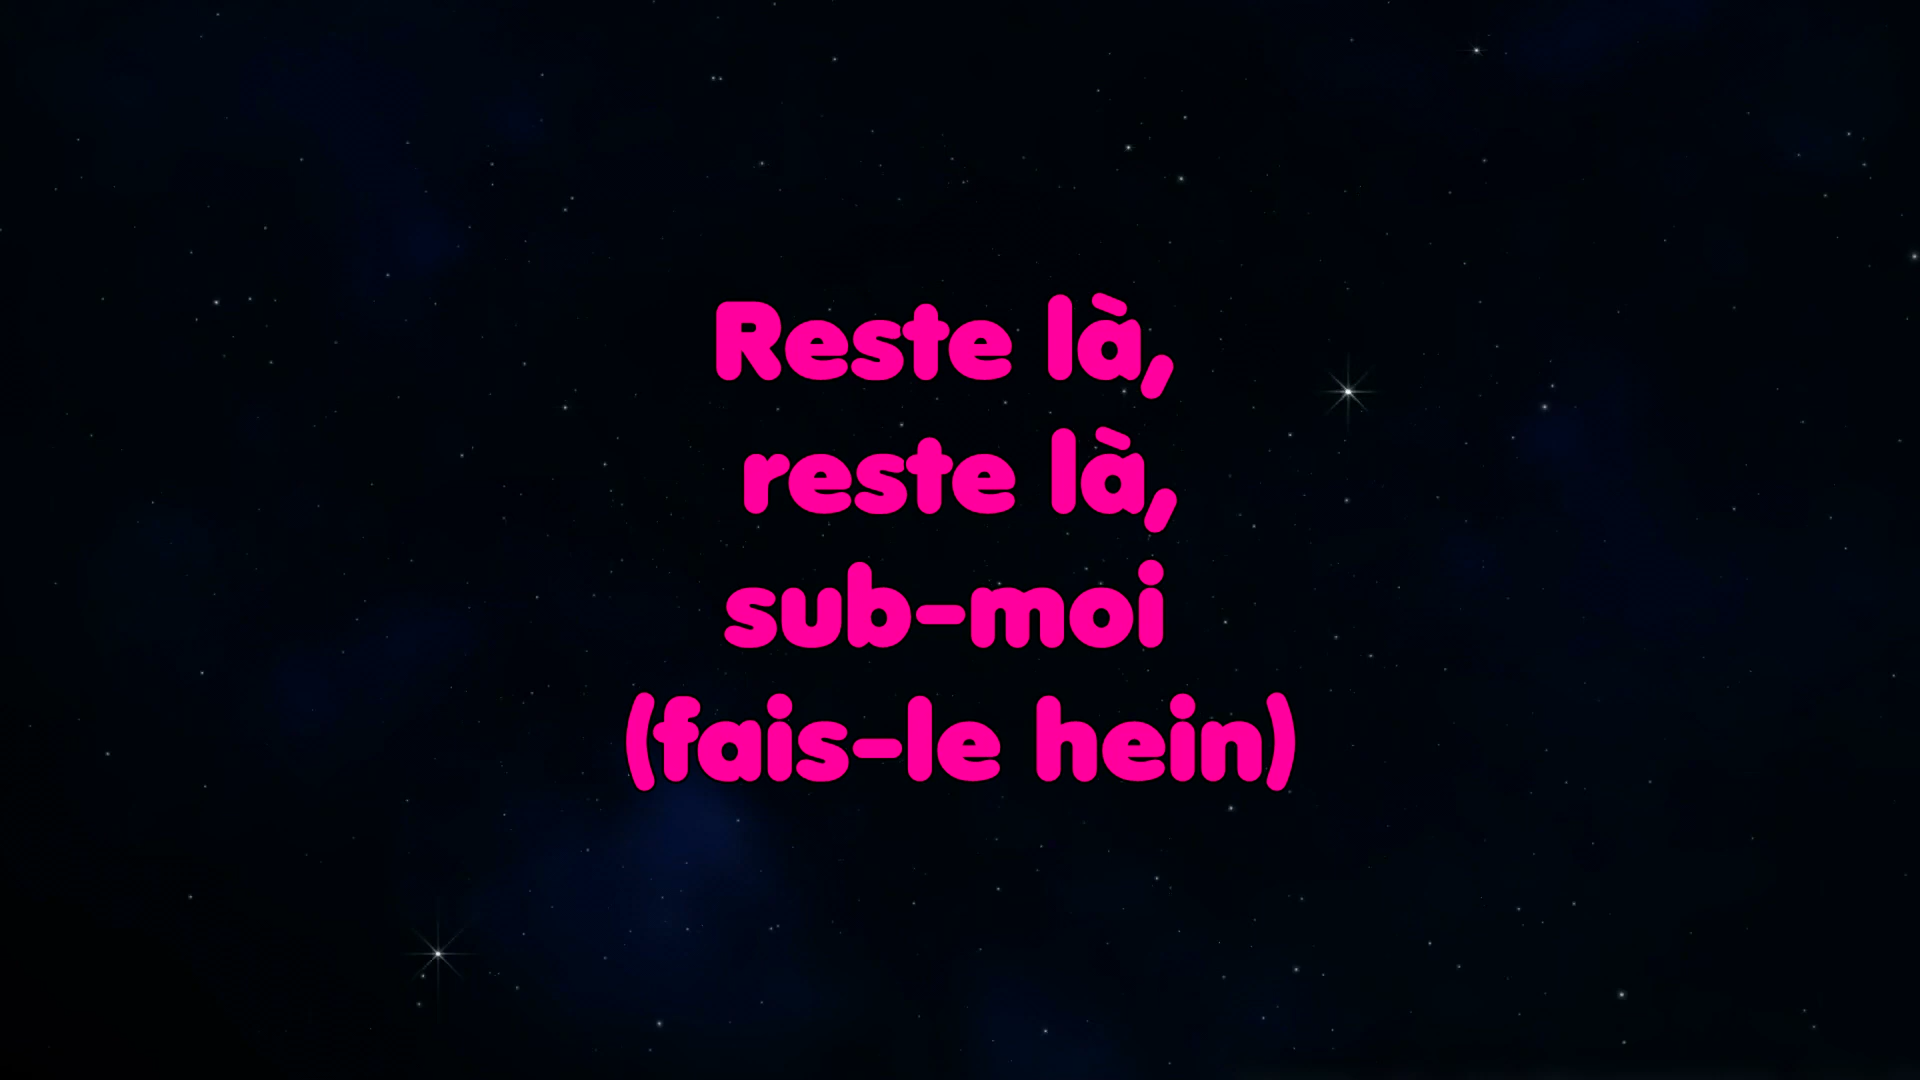 Reste là,
reste là,
sub-moi
(fais-le hein)